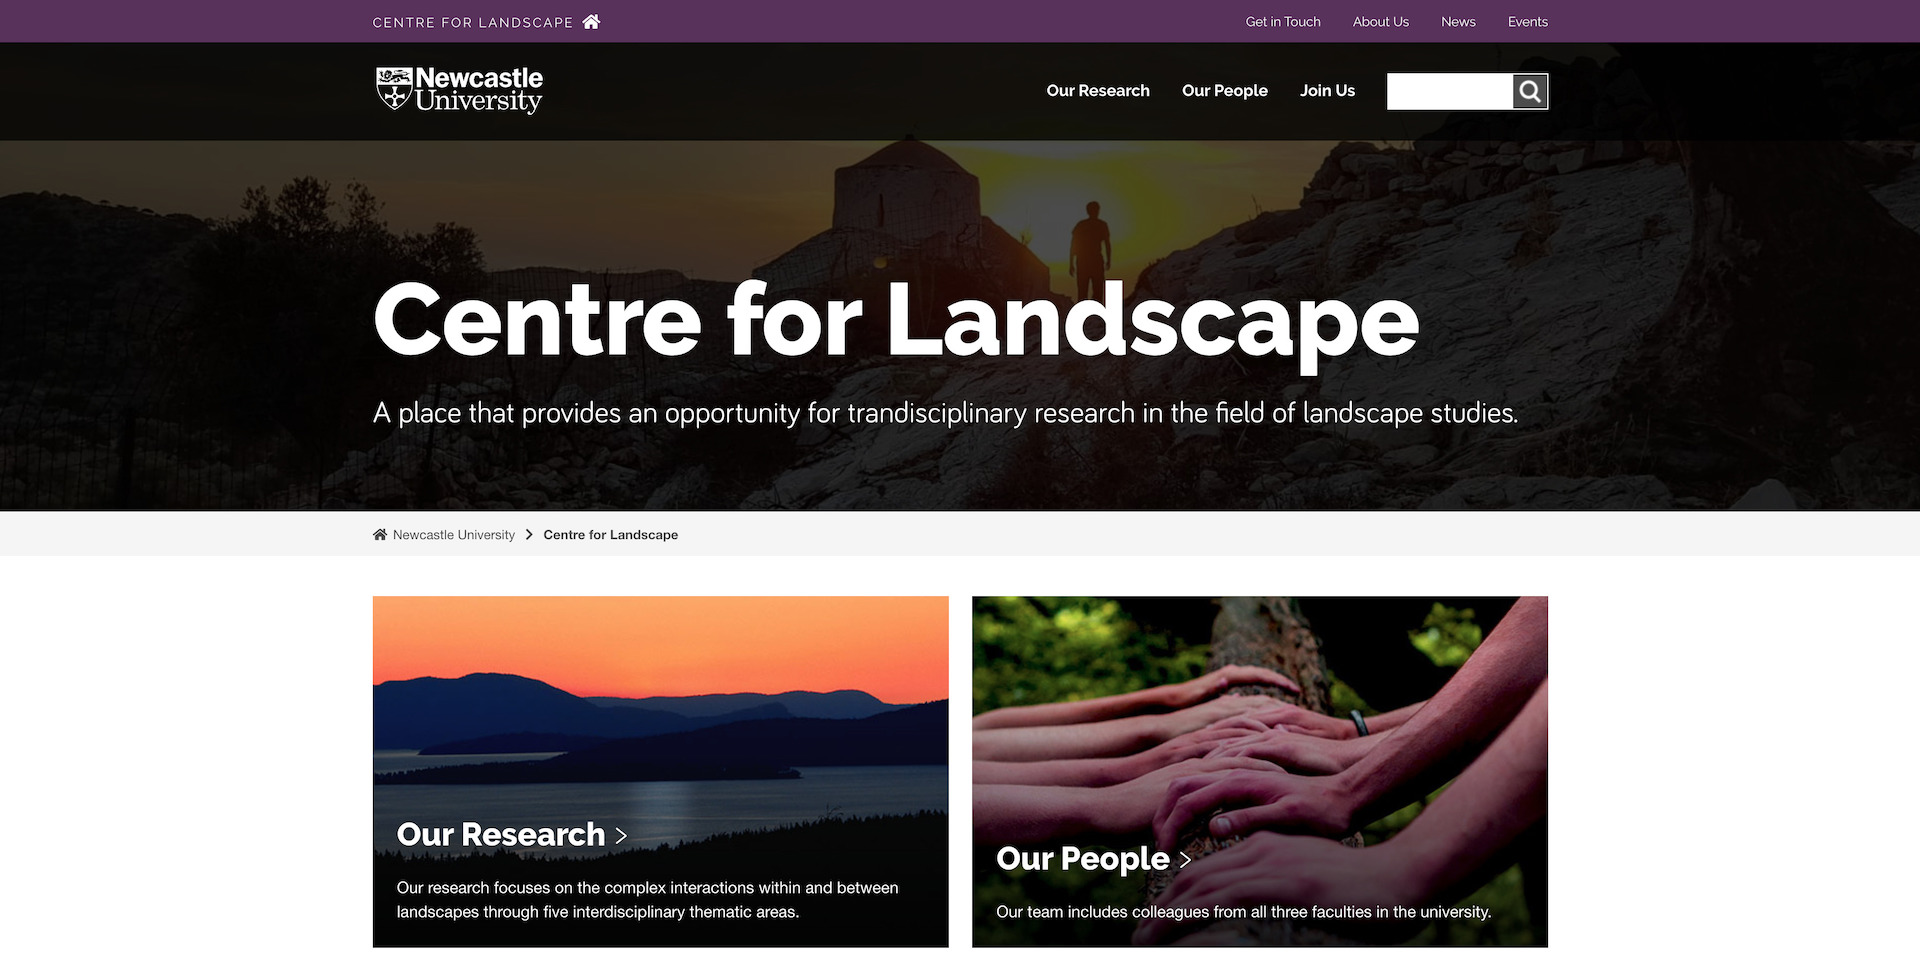 CENTRE FOR LANDSCAPE
Get in Touch About Us News Events
Newcastle
University
Our Research Our People Join Us
Centre for Landscape
A place that provides an opportunity for trandisciplinary research in the field of landscape studies.
Newcastle University > Centre for Landscape
Our Research >
Our research focuses on the complex interactions within and between
landscapes through five interdisciplinary thematic areas.
Our People >
Our team includes colleagues from all three faculties in the university.